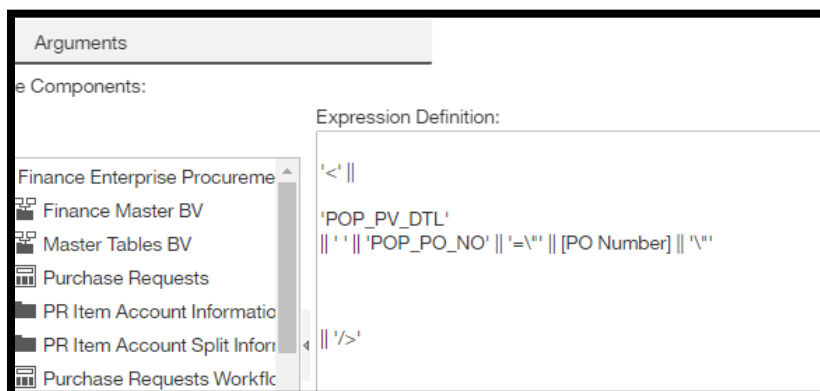 Arguments
e Components:
Expression Definition:
Finance Enterprise Procureme
Finance Master BV
Master Tables BV
Purchase Requests
PR Item Account Informatio
PR Item Account Split Inforr
Purchase Requests Workflc
'<' ||
'POP_PV_DTL'
|| ' ' || 'POP_PO_NO' || '=\"' || [PO Number] || '\"'
|| '/>'